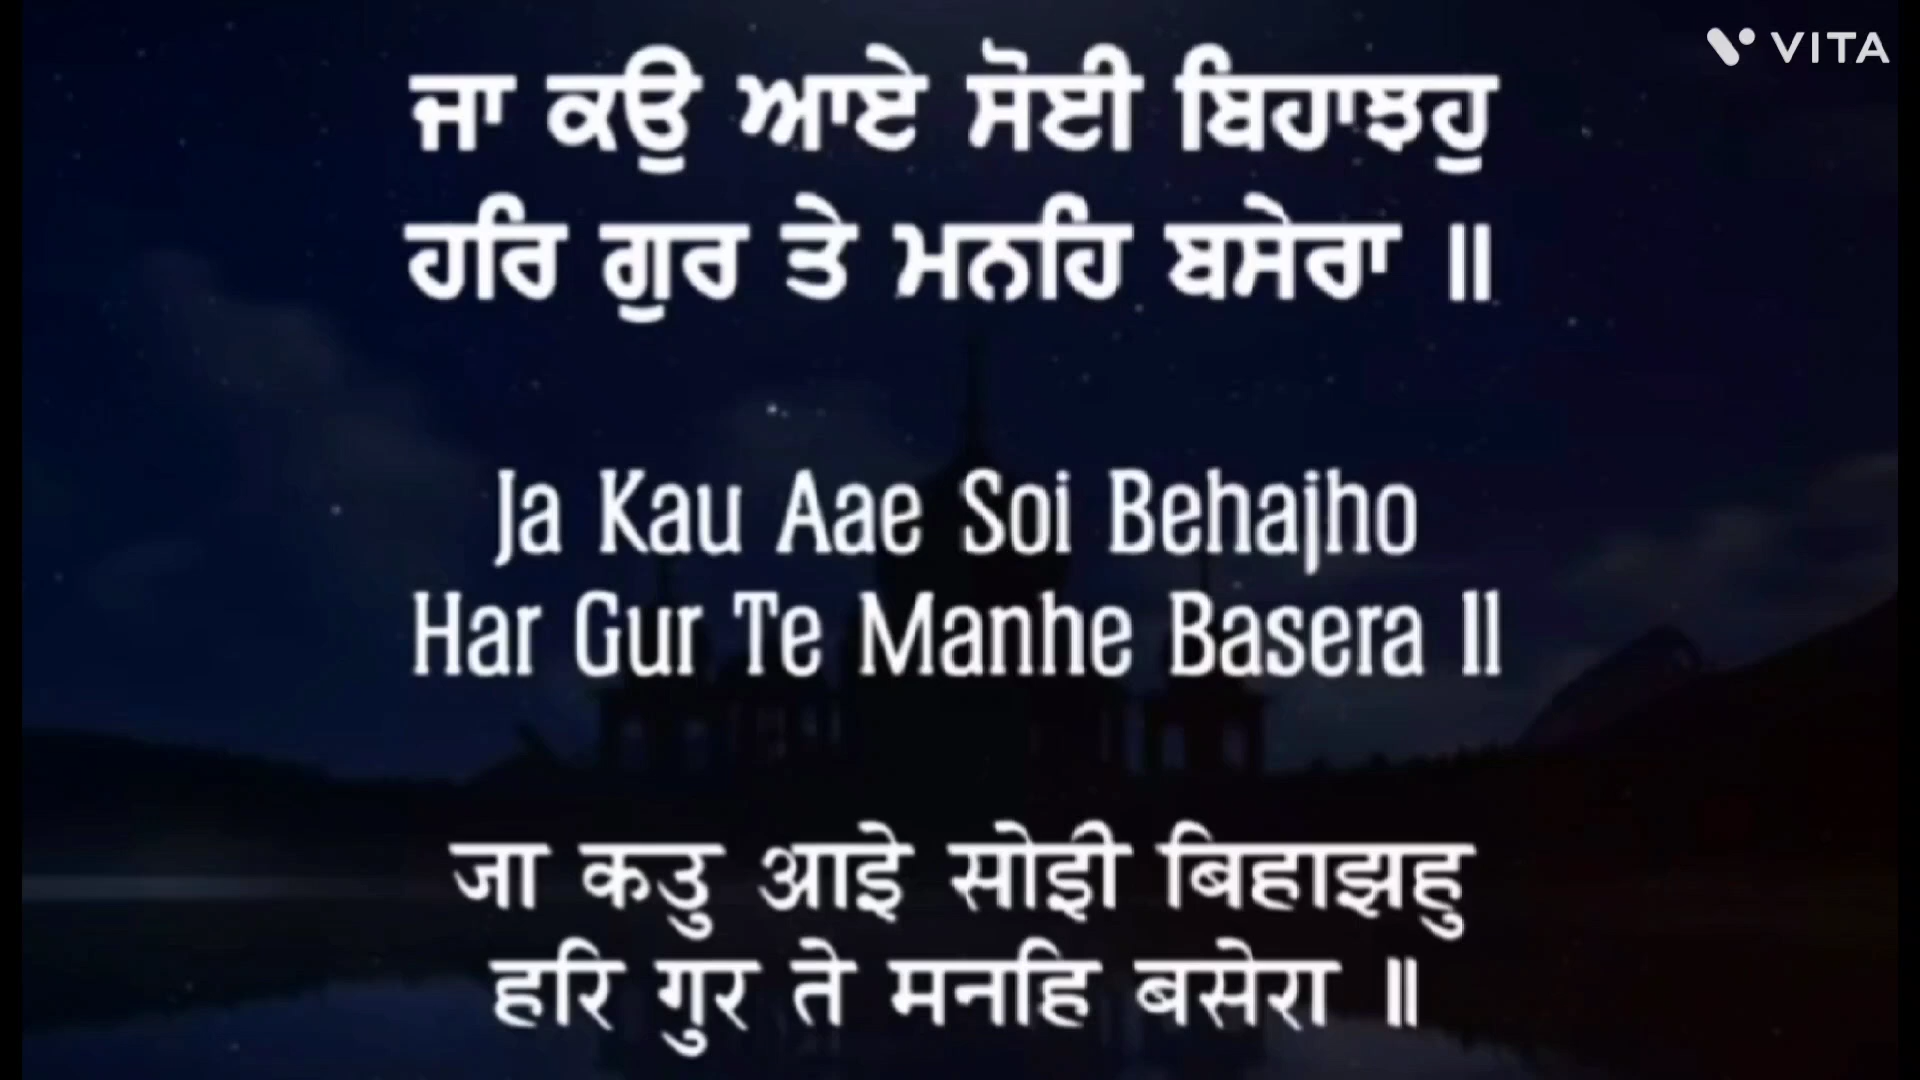 VITA
ਜਾ ਕਉ ਆਏ ਸੋਈ ਬਿਹਾਝਹੁ
ਹਰਿ ਗੁਰ ਤੇ ਮਨਹਿ ਬਸੇਰਾ ॥
Ja Kau Aae Soi Behajho
Har Gur Te Manhe Basera ll
जा कउ आइे सोइी बिहाझहु
हरि गुर ते मनहि बसेरा ॥